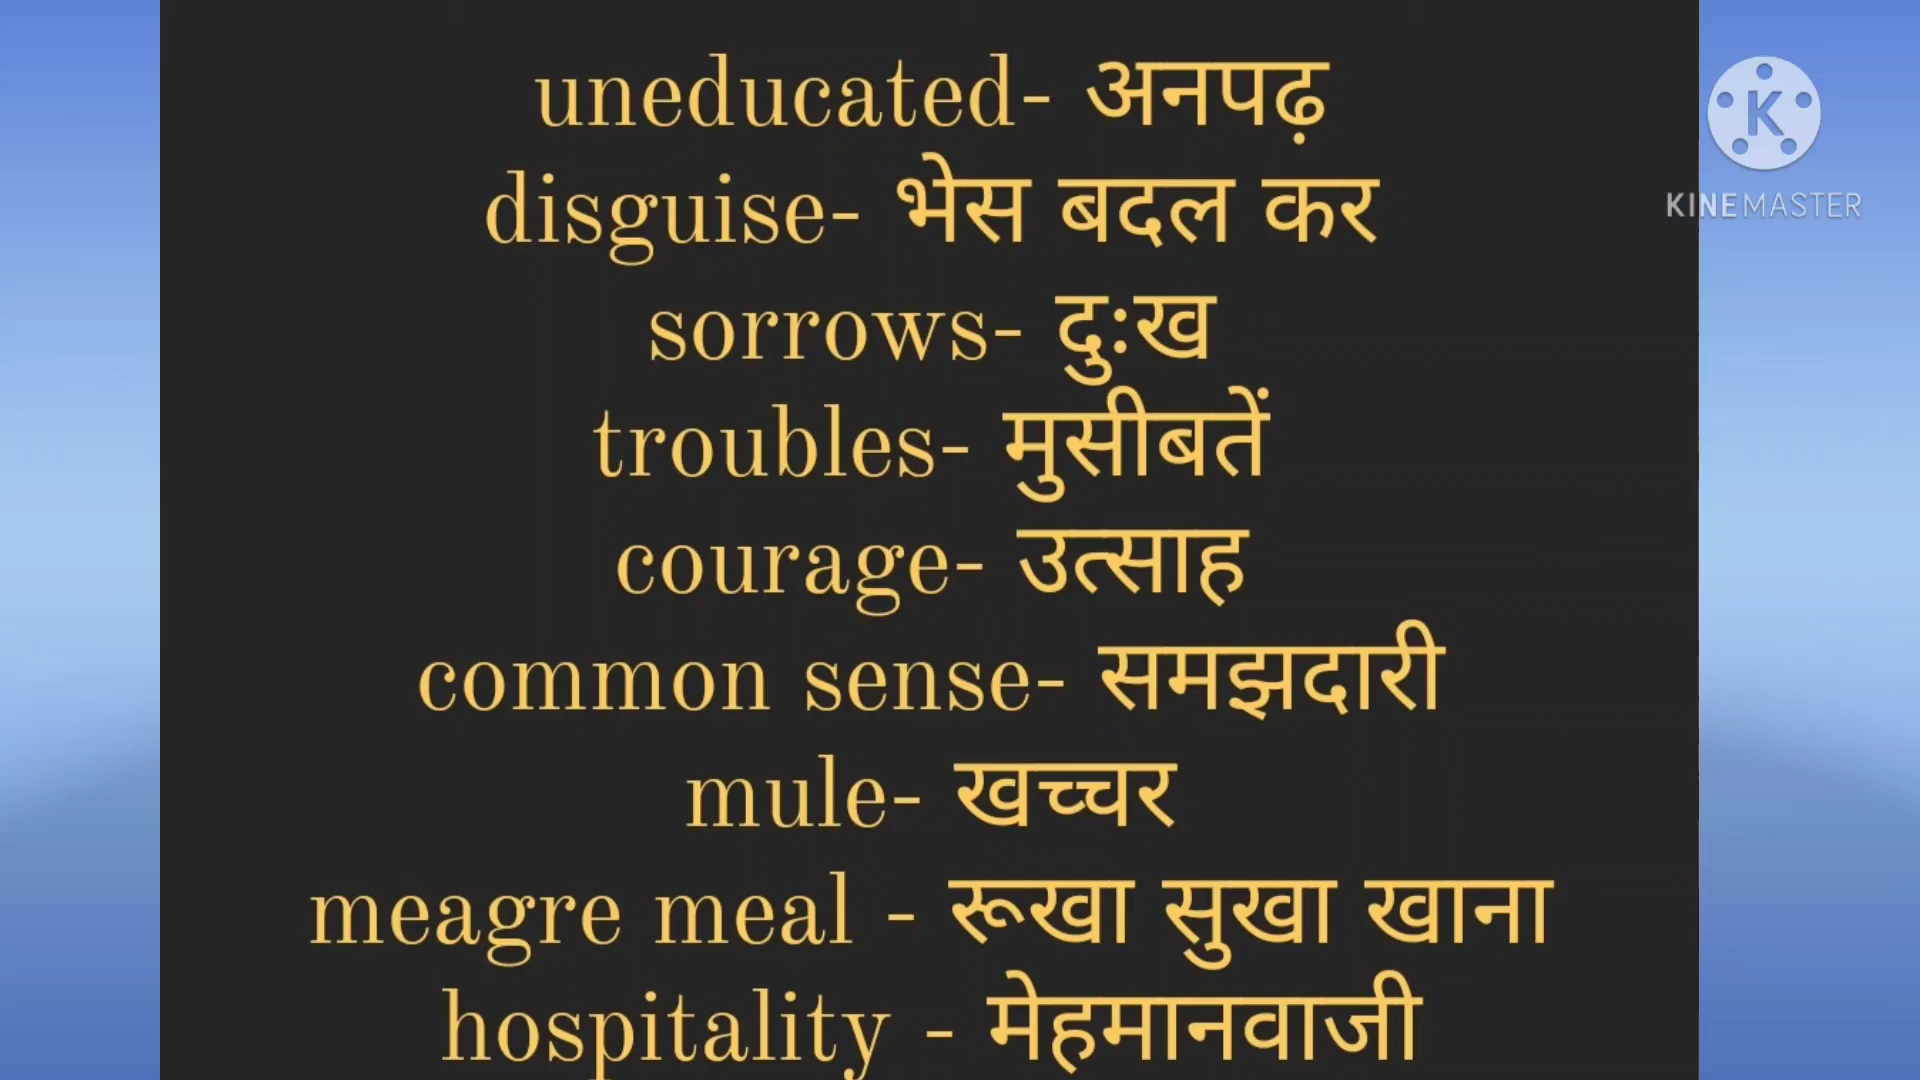 uneducated- अनपढ़
disguise- भेस बदल कर
sorrows- दुःख
troubles- मुसीबतें
courage- उत्साह
common sense- समझदारी
mule- खच्चर
meagre meal - रूखा सुखा खाना
hospitality - मेहमानवाजी
K
KINEMASTER